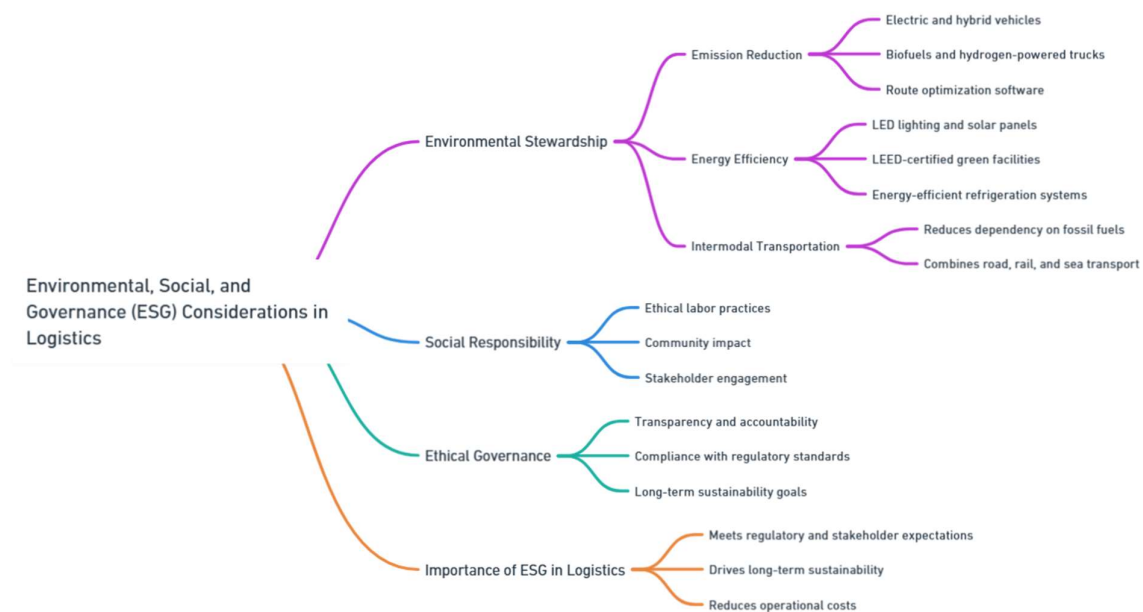 Environmental, Social, and
Governance (ESG) Considerations in
Logistics
Environmental Stewardship
Emission Reduction
Electric and hybrid vehicles
Biofuels and hydrogen-powered trucks
Route optimization software
Energy Efficiency
LED lighting and solar panels
LEED-certified green facilities
Energy-efficient refrigeration systems
Intermodal Transportation
Reduces dependency on fossil fuels
Combines road, rail, and sea transport
Social Responsibility
Ethical labor practices
Community impact
Stakeholder engagement
Ethical Governance
Transparency and accountability
Compliance with regulatory standards
Long-term sustainability goals
Importance of ESG in Logistics
Meets regulatory and stakeholder expectations
Drives long-term sustainability
Reduces operational costs